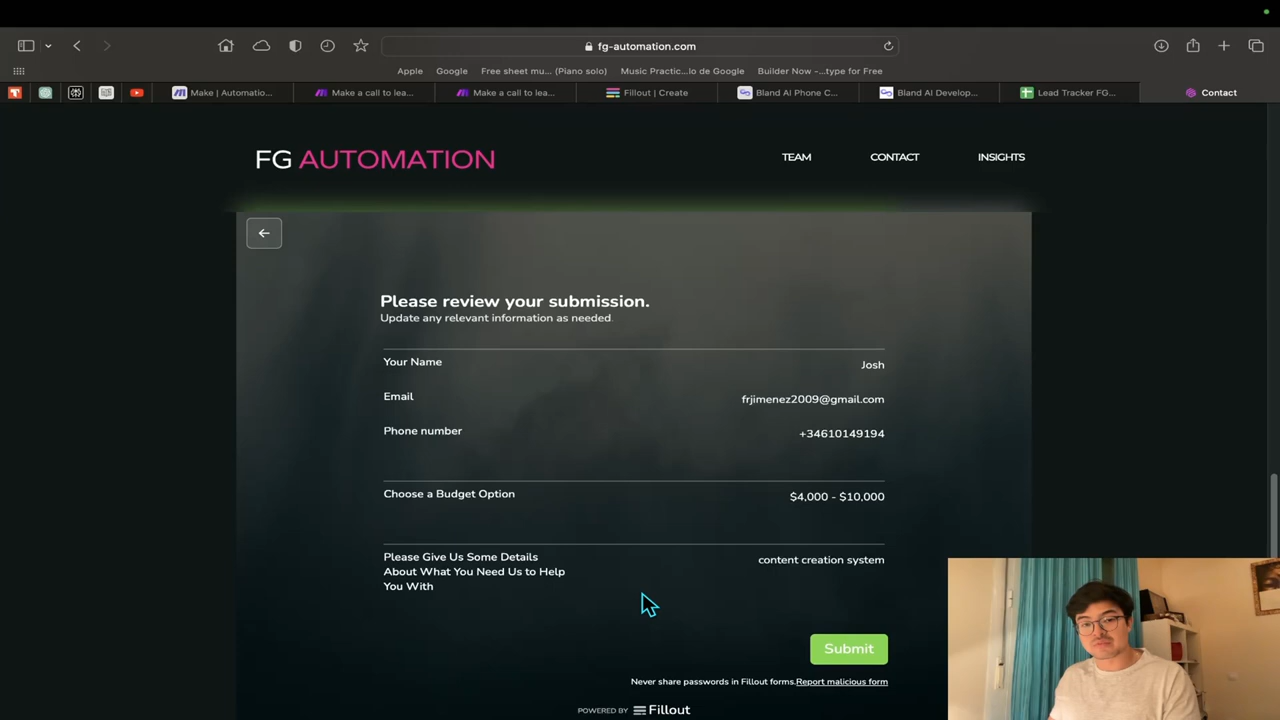 fg-automation.com
Apple Google Free sheet mu... (Piano solo) Music Practic...lo de Google Builder Now -...type for Free
Make | Automatio... Make a call to lea... Make a call to lea... Fillout | Create Bland AI Phone C... Bland AI Develop... Lead Tracker FG... Contact
FG AUTOMATION TEAM CONTACT INSIGHTS
Please review your submission.
Update any relevant information as needed.
Your Name Josh
Email frjimenez2009@gmail.com
Phone number +34610149194
Choose a Budget Option $4,000 - $10,000
Please Give Us Some Details content creation system
About What You Need Us to Help
You With
Submit
Never share passwords in Fillout forms.Report malicious form
POWERED BY Fillout